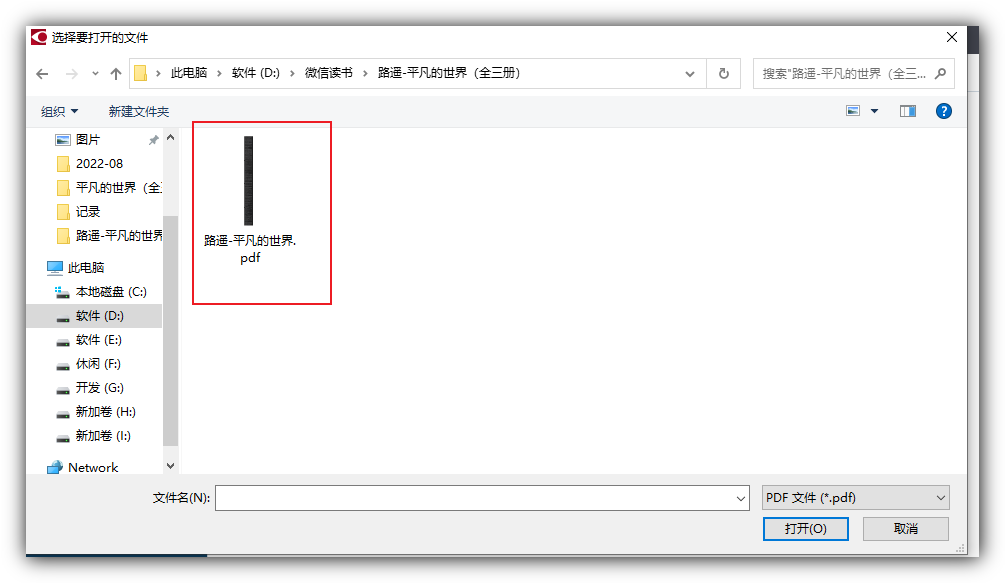 选择要打开的文件
此电脑 › 软件 (D:) › 微信读书 › 路遥-平凡的世界（全三册）
搜索"路遥-平凡的世界（全三...
组织
新建文件夹
图片
2022-08
平凡的世界（全三
记录
路遥-平凡的世界
此电脑
本地磁盘 (C:)
软件 (D:)
软件 (E:)
休闲 (F:)
开发 (G:)
新加卷 (H:)
新加卷 (I:)
Network
路遥-平凡的世界.
pdf
文件名(N):
PDF 文件 (*.pdf)
打开(O)
取消